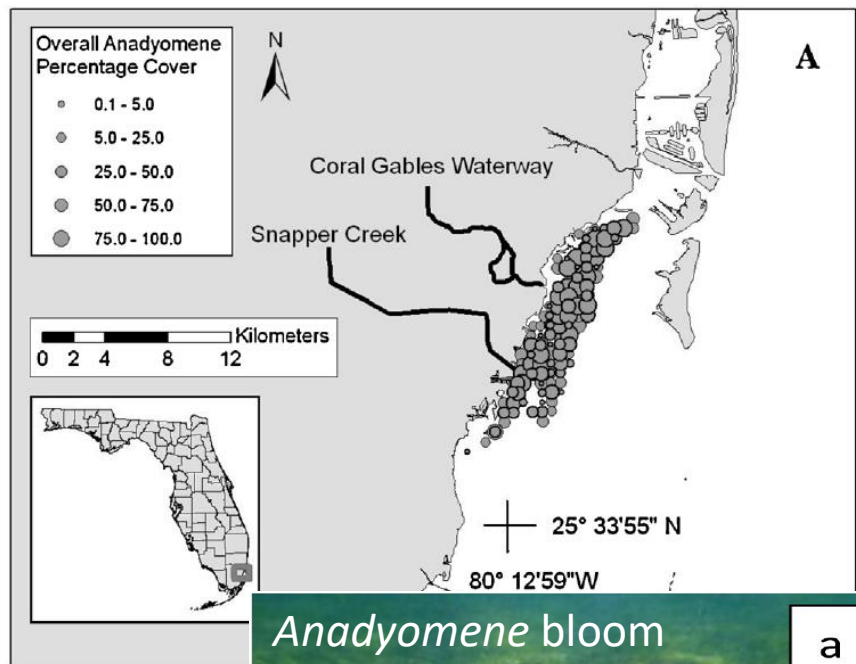 Overall Anadyomene
Percentage Cover
0.1 - 5.0
5.0 - 25.0
25.0 - 50.0
50.0 - 75.0
75.0 - 100.0
N
A
Coral Gables Waterway
Snapper Creek
Kilometers
0 2 4 8 12
25° 33'55" N
80° 12'59"W
Anadyomene bloom
a